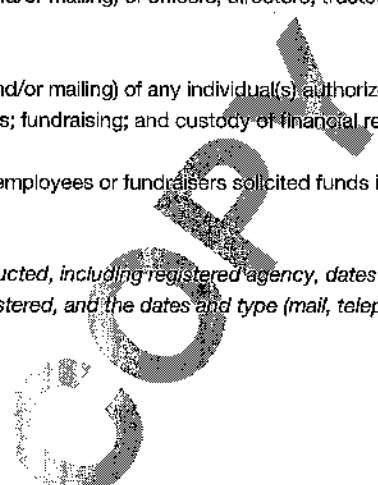 nd/or mailing) of officers, directors, trustee
nd/or mailing) of any individual(s) authoriz
s; fundraising; and custody of financial re
employees or fundraisers solicited funds i
ucted, including registered agency, dates
stered, and the dates and type (mail, telep
COPY